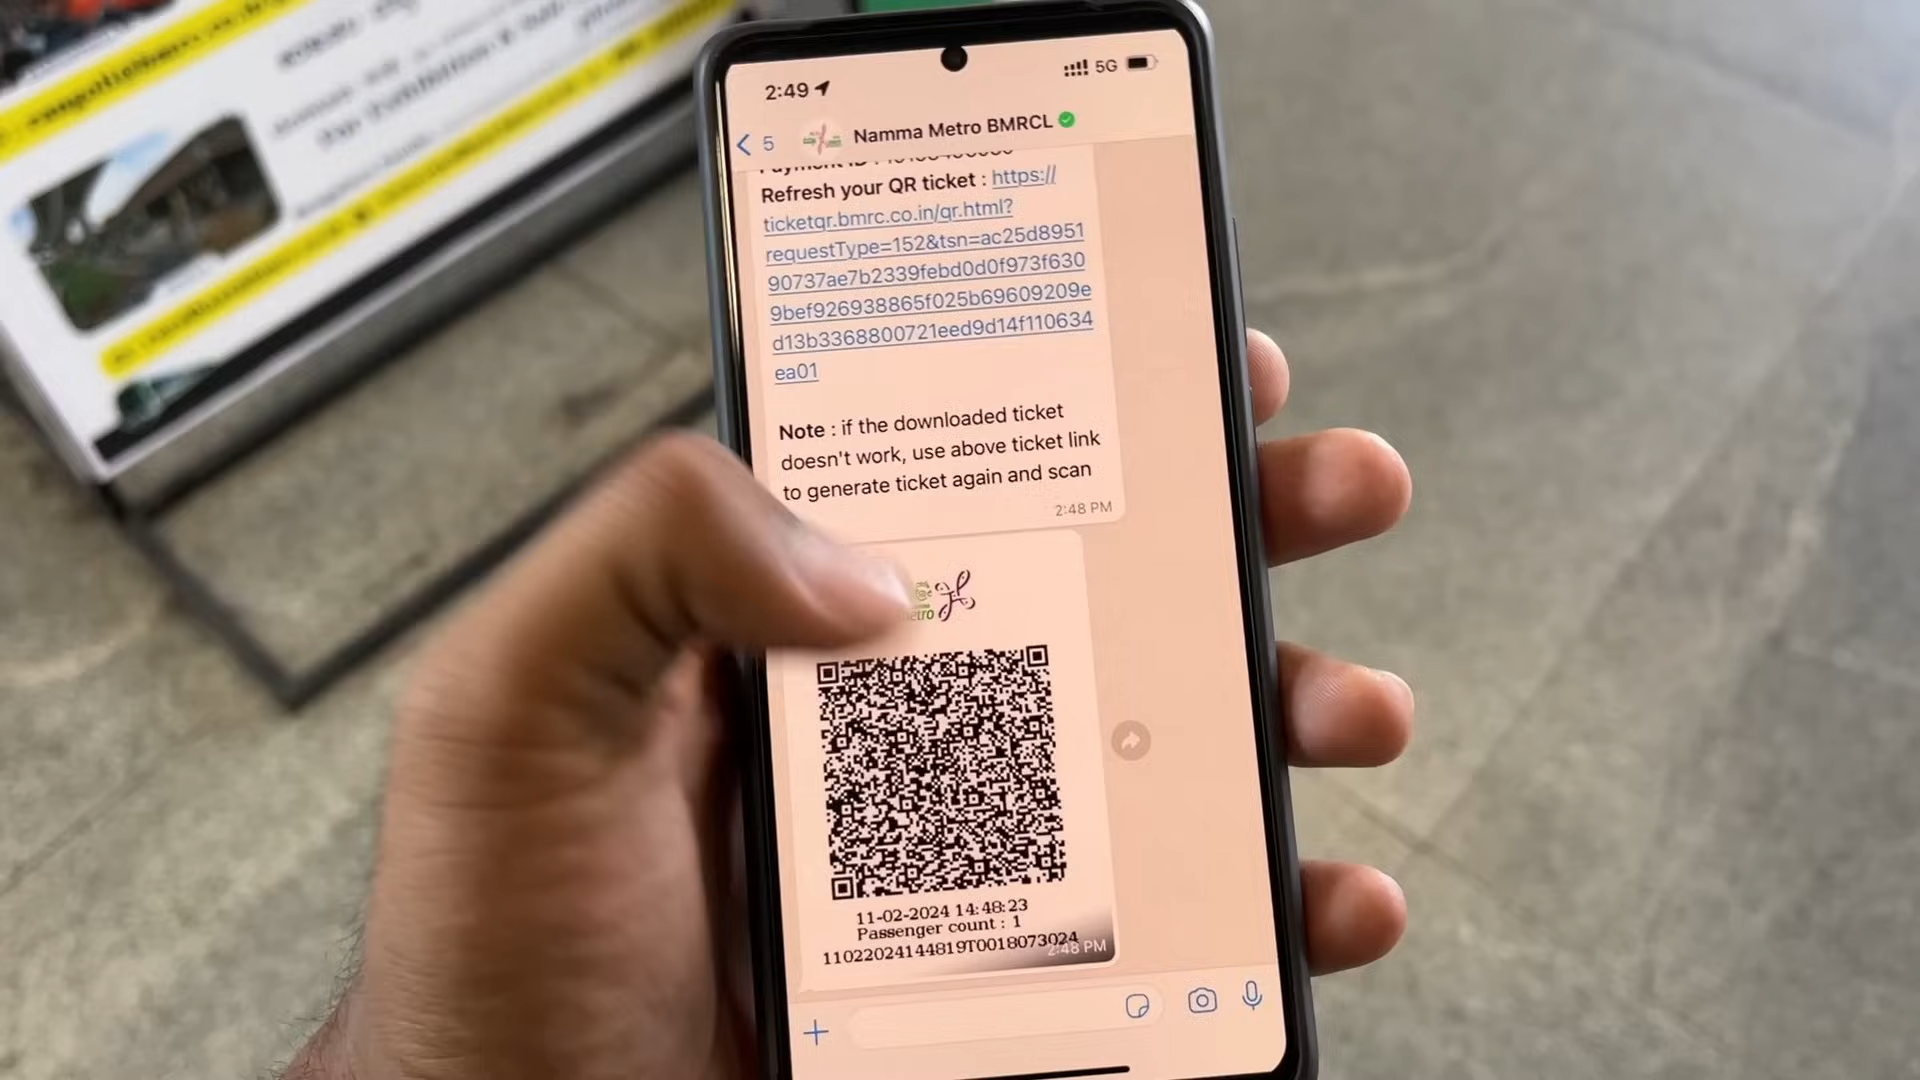 2:49
5G
5
Namma Metro BMRCL
Refresh your QR ticket : https://
ticketqr.bmrc.co.in/qr.html?
requestType=152&tsn=ac25d8951
90737ae7b2339febd0d0f973f630
9bef926938865f025b69609209e
d13b3368800721eed9d14f110634
ea01
Note : if the downloaded ticket
doesn't work, use above ticket link
to generate ticket again and scan
2:48 PM
11-02-2024 14:48:23
Passenger count : 1
11022024144819T0018073024
2:48 PM